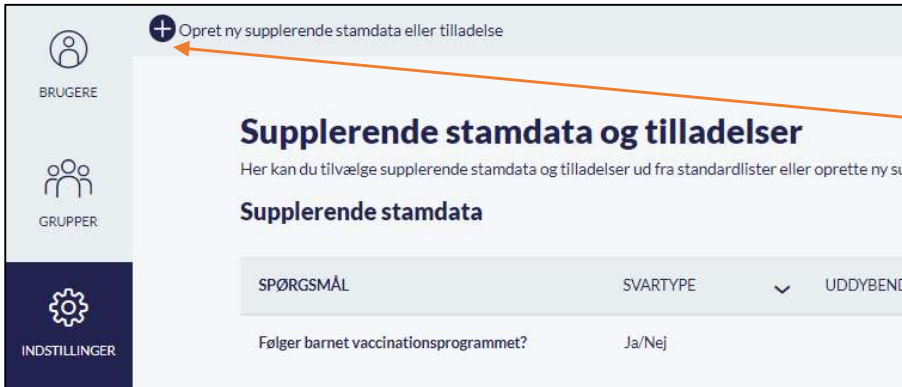 Opret ny supplerende stamdata eller tilladelse
BRUGERE
GRUPPER
INDSTILLINGER
Supplerende stamdata og tilladelser
Her kan du tilvælge supplerende stamdata og tilladelser ud fra standardlister eller oprette ny su
Supplerende stamdata
SPØRGSMÅL SVARTYPE UDDYBEND
Følger barnet vaccinationsprogrammet? Ja/Nej